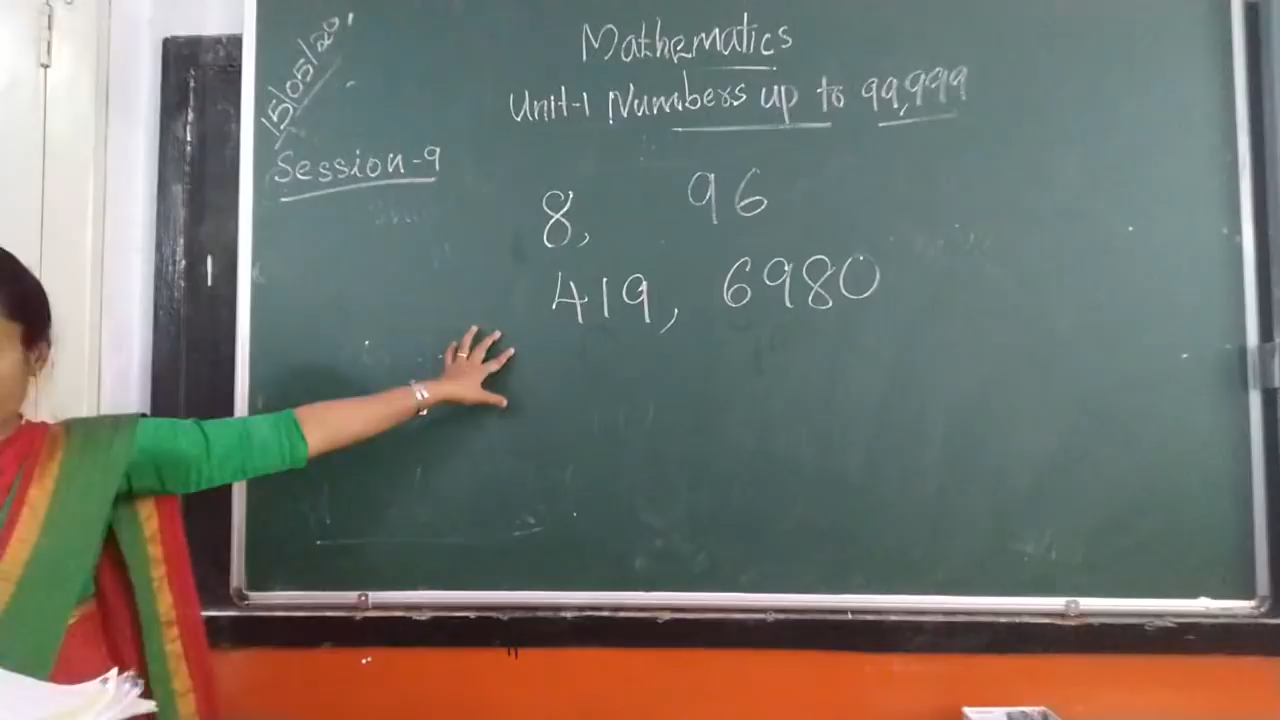 15/05/20
Mathematics
Unit-1 Numbers up to 99,999
Session-9
8, 96
419, 6980